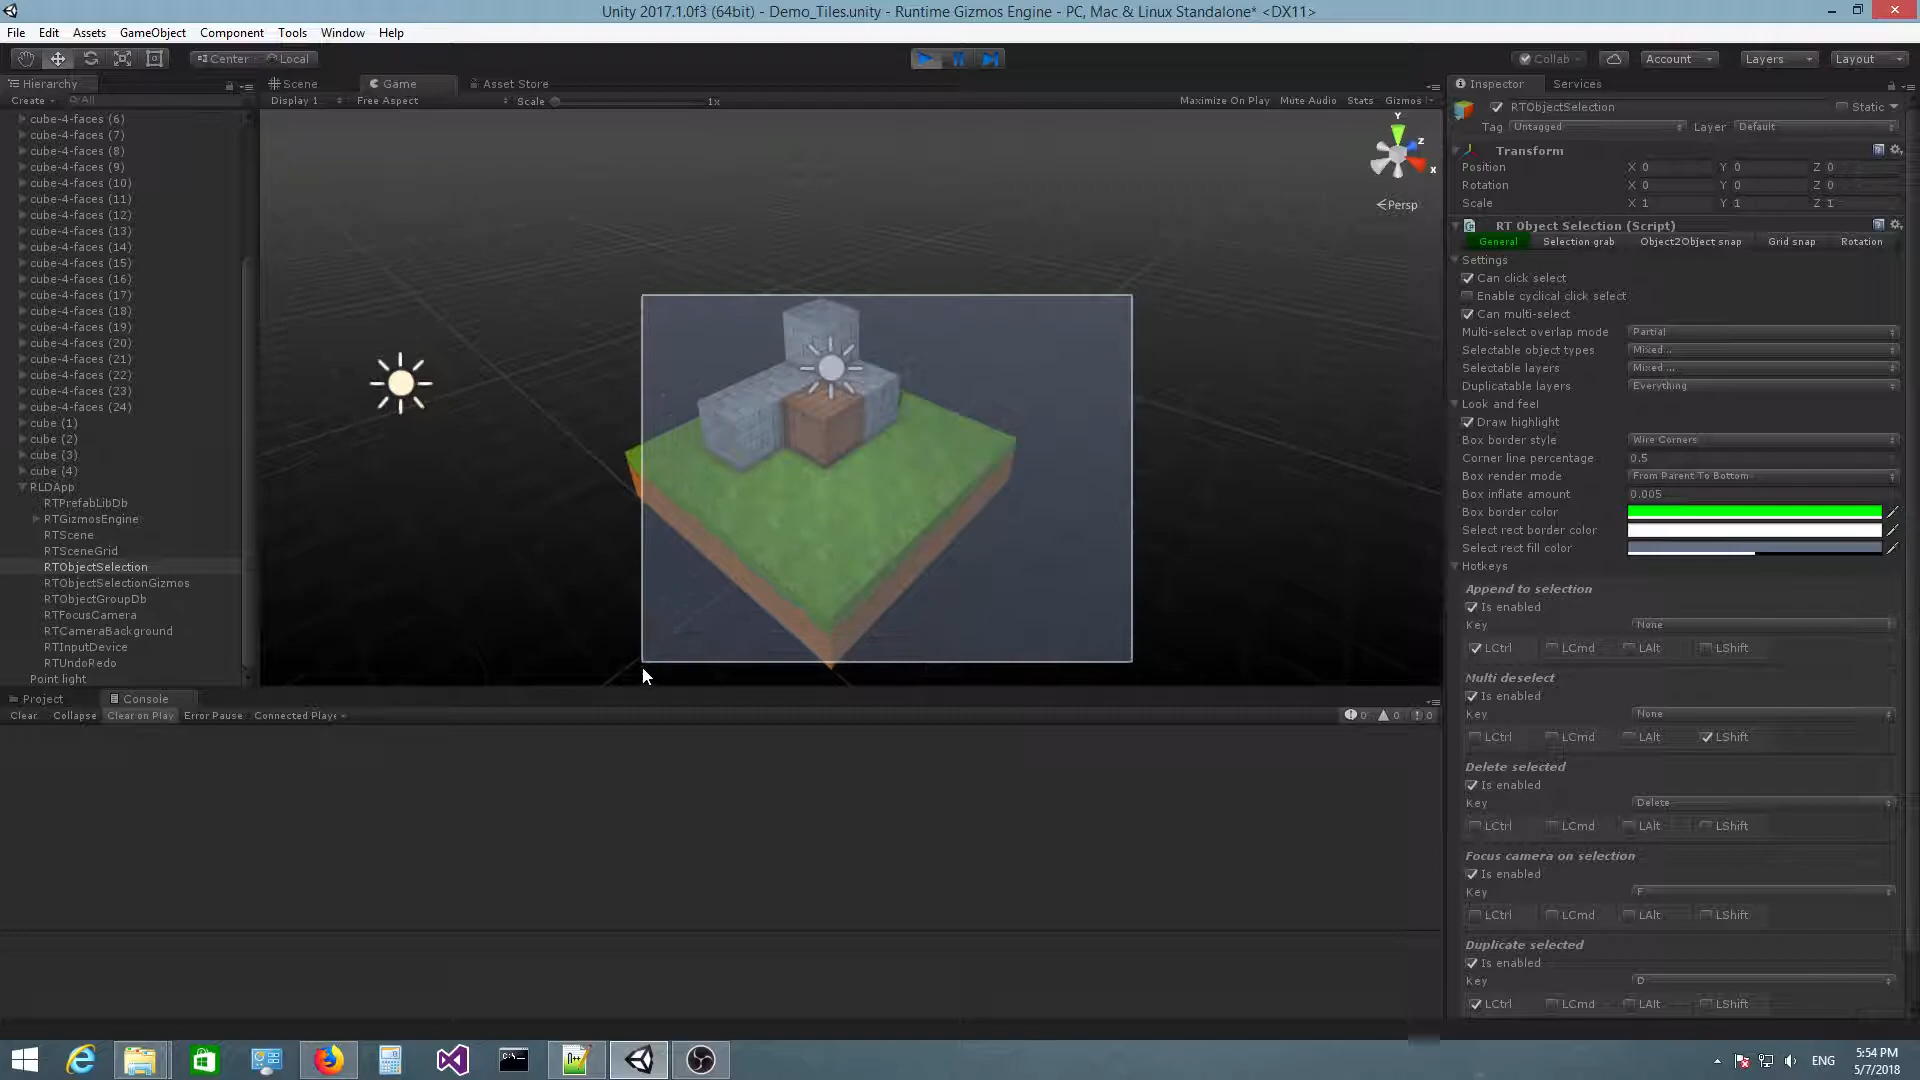 Unity 2017.1.0f3 (64bit) - Demo_Tiles.unity - Runtime Gizmos Engine - PC, Mac & Linux Standalone* <DX11>
File Edit Assets GameObject Component Tools Window Help
Center Local Collab Account Layers Layout
Hierarchy Scene Game Asset Store Inspector Services
Create All Display 1 Free Aspect Scale 1x Maximize On Play Mute Audio Stats Gizmos
cube-4-faces (6)
cube-4-faces (7)
cube-4-faces (8)
cube-4-faces (9)
cube-4-faces (10)
cube-4-faces (11)
cube-4-faces (12)
cube-4-faces (13)
cube-4-faces (14)
cube-4-faces (15)
cube-4-faces (16)
cube-4-faces (17)
cube-4-faces (18)
cube-4-faces (19)
cube-4-faces (20)
cube-4-faces (21)
cube-4-faces (22)
cube-4-faces (23)
cube-4-faces (24)
cube (1)
cube (2)
cube (3)
cube (4)
RLDApp
RTPrefabLibDb
RTGizmosEngine
RTScene
RTSceneGrid
RTObjectSelection
RTObjectSelectionGizmos
RTObjectGroupDb
RTFocusCamera
RTCameraBackground
RTInputDevice
RTUndoRedo
Point light
Y
Z
X
Persp
RTObjectSelection Static
Tag Untagged Layer Default
Transform
Position X 0 Y 0 Z 0
Rotation X 0 Y 0 Z 0
Scale X 1 Y 1 Z 1
RT Object Selection (Script)
General Selection grab Object2Object snap Grid snap Rotation
Settings
Can click select
Enable cyclical click select
Can multi-select
Multi-select overlap mode Partial
Selectable object types Mixed...
Selectable layers Mixed ...
Duplicatable layers Everything
Look and feel
Draw highlight
Box border style Wire Corners
Corner line percentage 0.5
Box render mode From Parent To Bottom
Box inflate amount 0.005
Box border color
Select rect border color
Select rect fill color
Hotkeys
Append to selection
Is enabled
Key None
LCtrl LCmd LAlt LShift
Multi deselect
Is enabled
Key None
LCtrl LCmd LAlt LShift
Delete selected
Is enabled
Key Delete
LCtrl LCmd LAlt LShift
Focus camera on selection
Is enabled
Key F
LCtrl LCmd LAlt LShift
Duplicate selected
Is enabled
Key D
LCtrl LCmd LAlt LShift
Project Console
Clear Collapse Clear on Play Error Pause Connected Playe 0 0 0
ENG
5:54 PM
5/7/2018